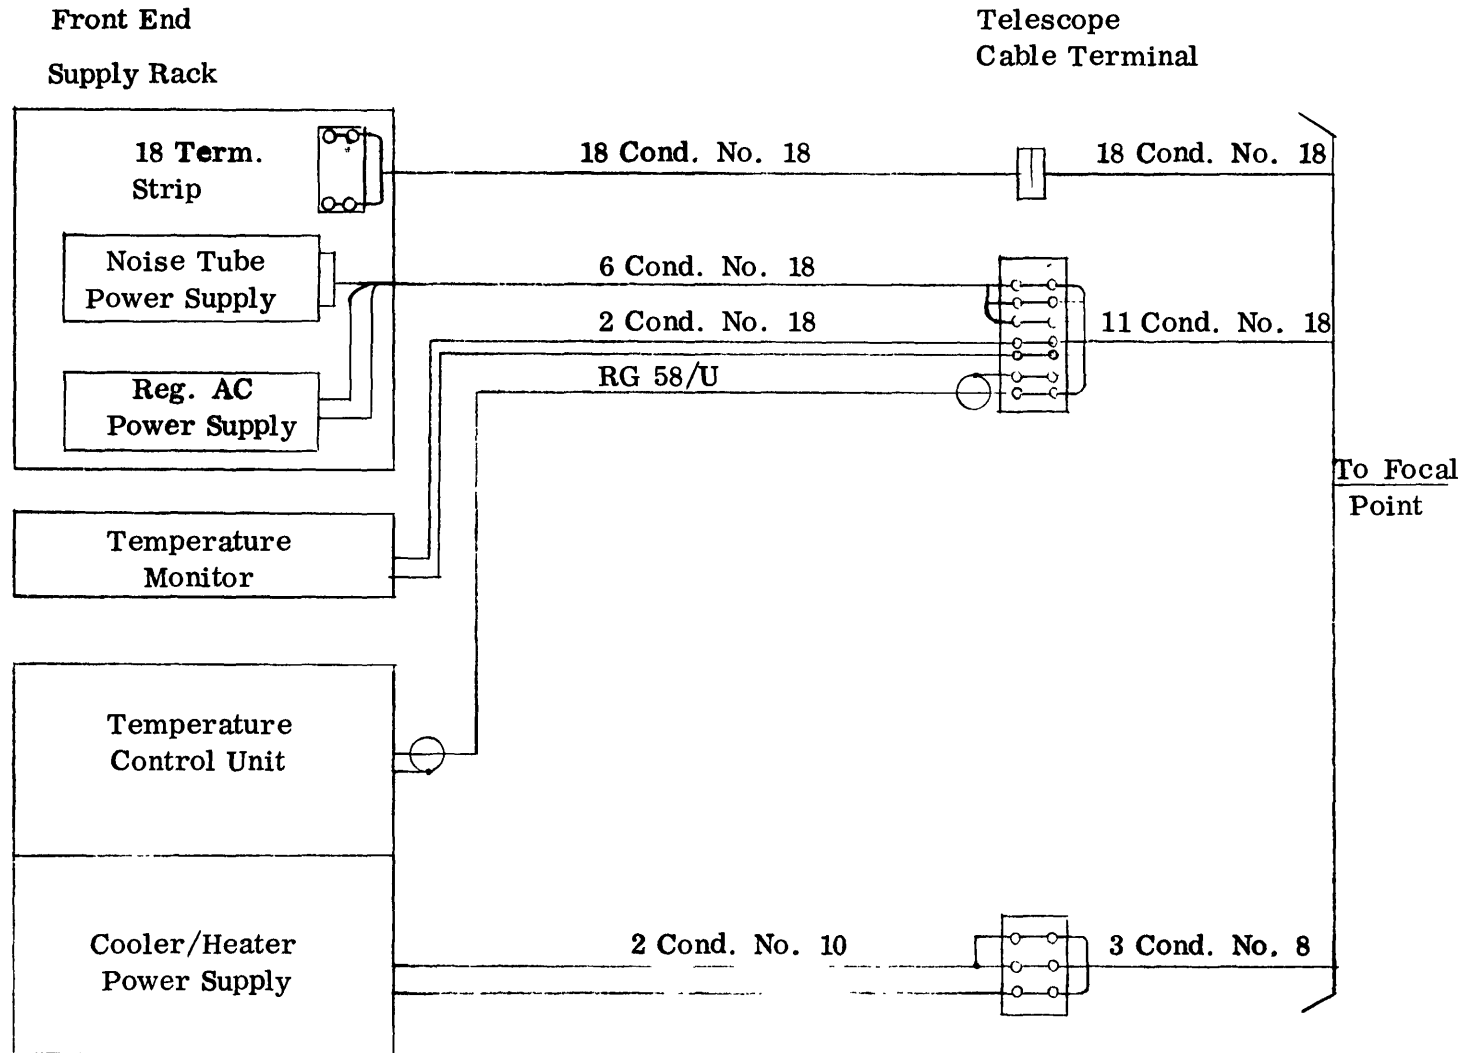 Front End
Supply Rack
Telescope
Cable Terminal
18 Term.
Strip
18 Cond. No. 18
18 Cond. No. 18
Noise Tube
Power Supply
6 Cond. No. 18
2 Cond. No. 18
11 Cond. No. 18
Reg. AC
Power Supply
RG 58/U
To Focal
Point
Temperature
Monitor
Temperature
Control Unit
Cooler/Heater
Power Supply
2 Cond. No. 10
3 Cond. No. 8